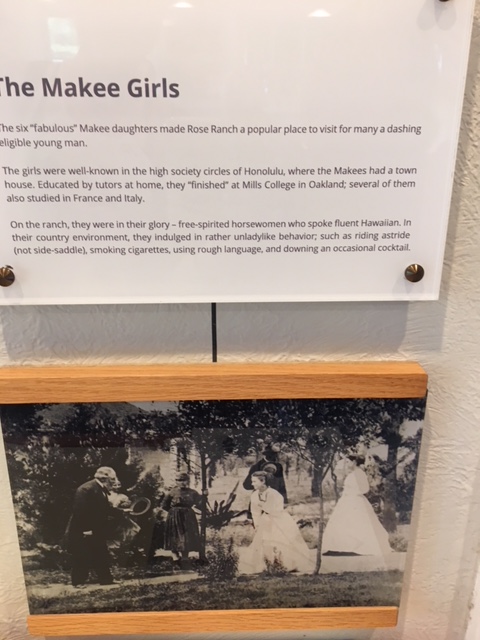 The Makee Girls
The six "fabulous" Makee daughters made Rose Ranch a popular place to visit for many a dashing
eligible young man.
The girls were well-known in the high society circles of Honolulu, where the Makees had a town
house. Educated by tutors at home, they "finished" at Mills College in Oakland; several of them
also studied in France and Italy.
On the ranch, they were in their glory – free-spirited horsewomen who spoke fluent Hawaiian. In
their country environment, they indulged in rather unladylike behavior; such as riding astride
(not side-saddle), smoking cigarettes, using rough language, and downing an occasional cocktail.